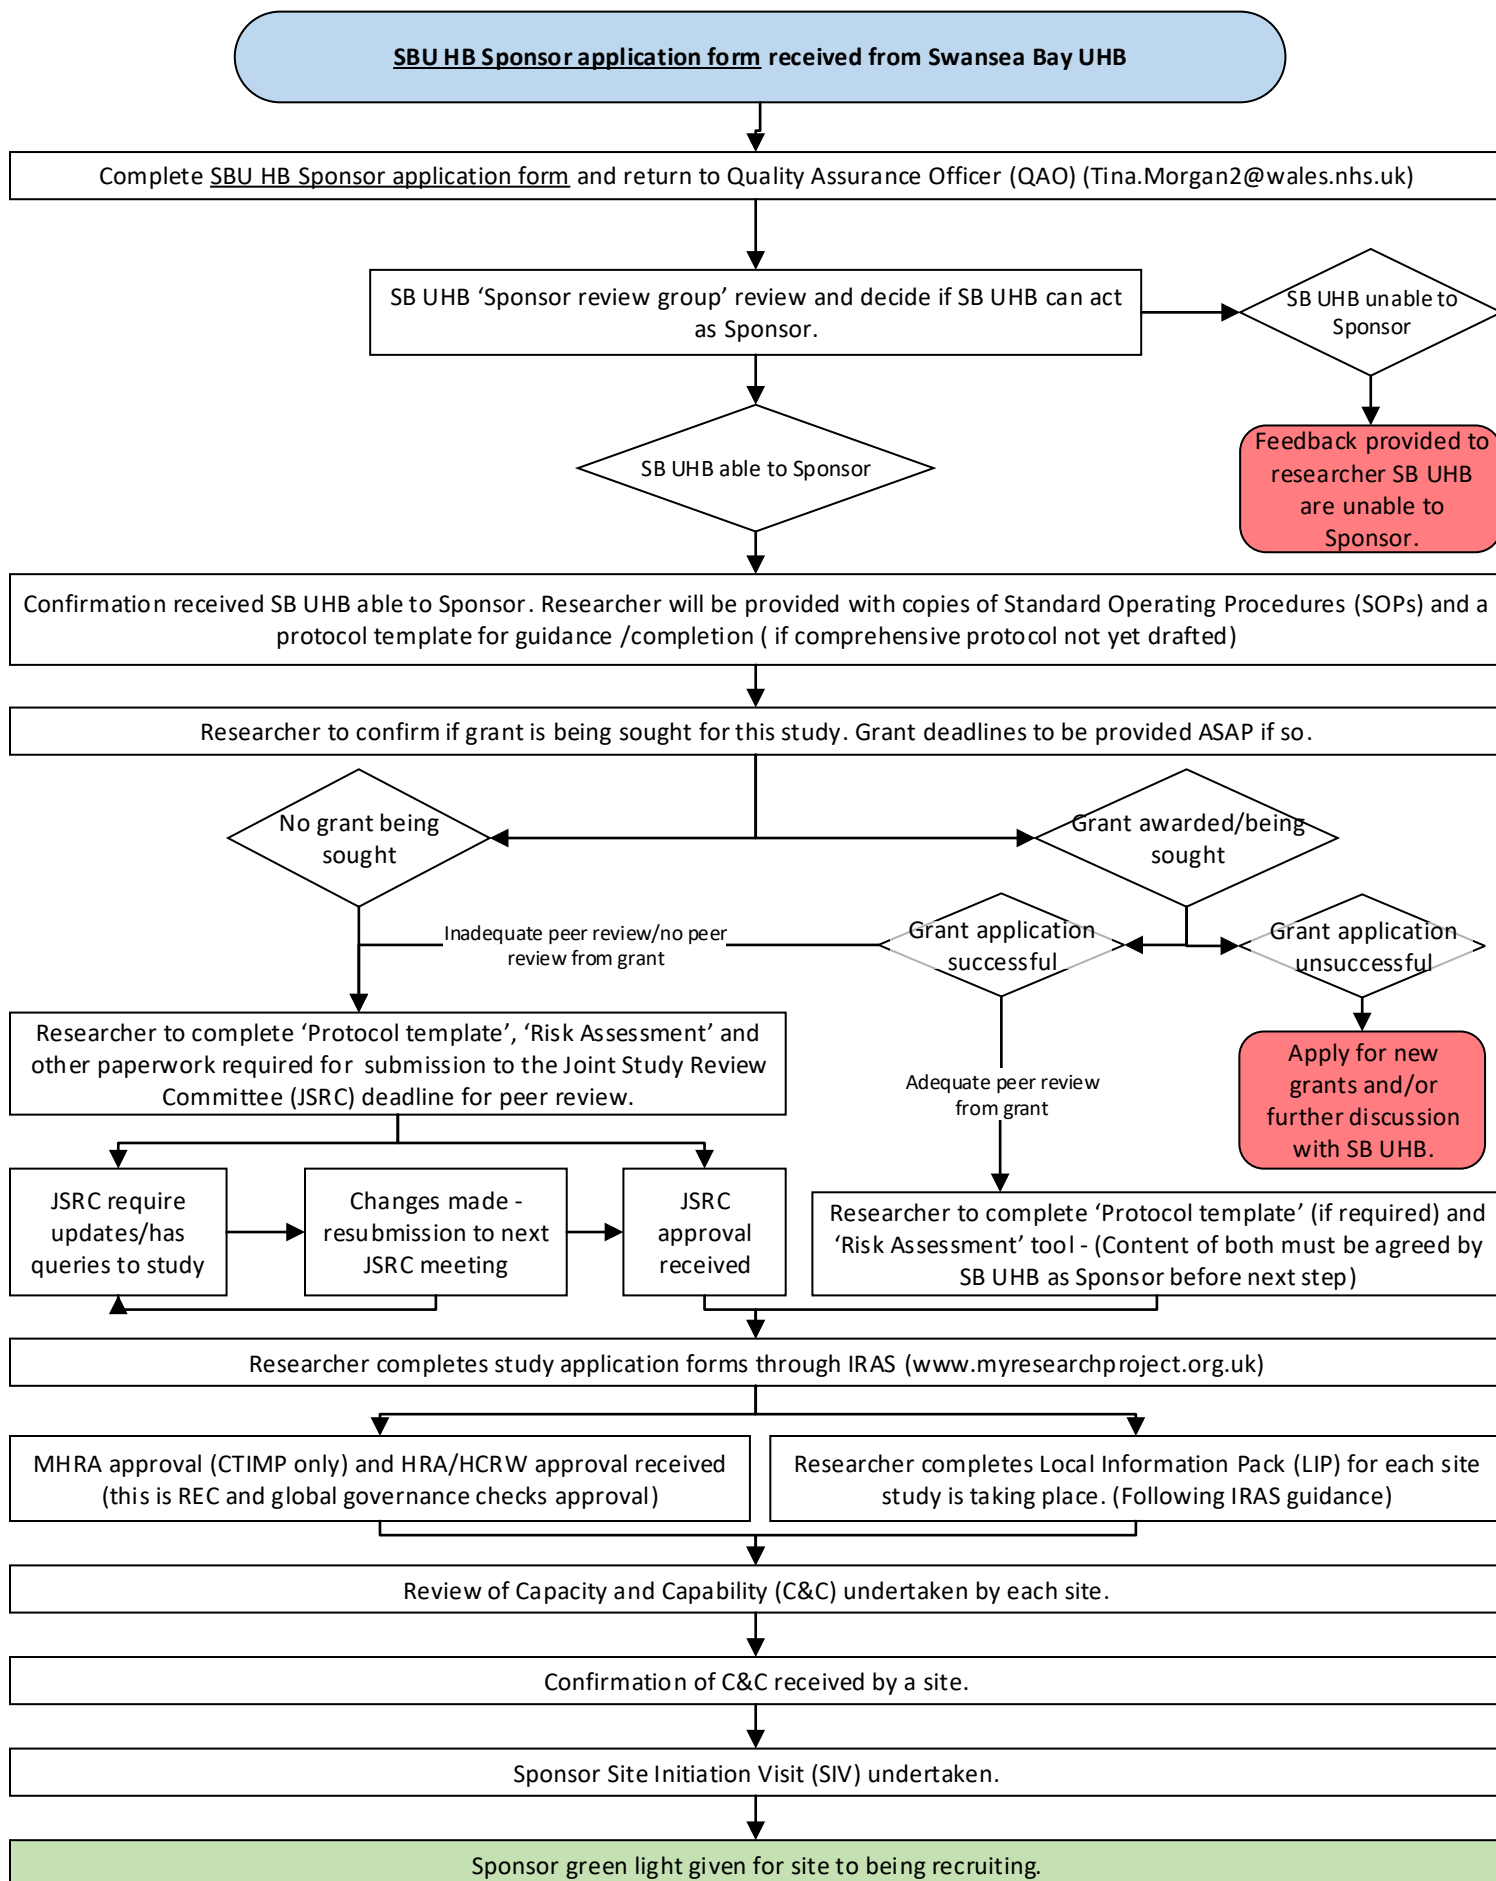 SBU HB Sponsor application form received from Swansea Bay UHB
Complete SBU HB Sponsor application form and return to Quality Assurance Officer (QAO) (Tina.Morgan2@wales.nhs.uk)
SB UHB ‘Sponsor review group’ review and decide if SB UHB can act
as Sponsor.
SB UHB unable to
Sponsor
SB UHB able to Sponsor
Feedback provided to
researcher SB UHB
are unable to
Sponsor.
Confirmation received SB UHB able to Sponsor. Researcher will be provided with copies of Standard Operating Procedures (SOPs) and a
protocol template for guidance /completion ( if comprehensive protocol not yet drafted)
Researcher to confirm if grant is being sought for this study. Grant deadlines to be provided ASAP if so.
No grant being
sought
Grant awarded/being
sought
Inadequate peer review/no peer
review from grant
Grant application
successful
Grant application
unsuccessful
Researcher to complete ‘Protocol template’, ‘Risk Assessment’ and
other paperwork required for submission to the Joint Study Review
Committee (JSRC) deadline for peer review.
Adequate peer review
from grant
Apply for new
grants and/or
further discussion
with SB UHB.
JSRC require
updates/has
queries to study
Changes made -
resubmission to next
JSRC meeting
JSRC
approval
received
Researcher to complete ‘Protocol template’ (if required) and
‘Risk Assessment’ tool - (Content of both must be agreed by
SB UHB as Sponsor before next step)
Researcher completes study application forms through IRAS (www.myresearchproject.org.uk)
MHRA approval (CTIMP only) and HRA/HCRW approval received
(this is REC and global governance checks approval)
Researcher completes Local Information Pack (LIP) for each site
study is taking place. (Following IRAS guidance)
Review of Capacity and Capability (C&C) undertaken by each site.
Confirmation of C&C received by a site.
Sponsor Site Initiation Visit (SIV) undertaken.
Sponsor green light given for site to being recruiting.